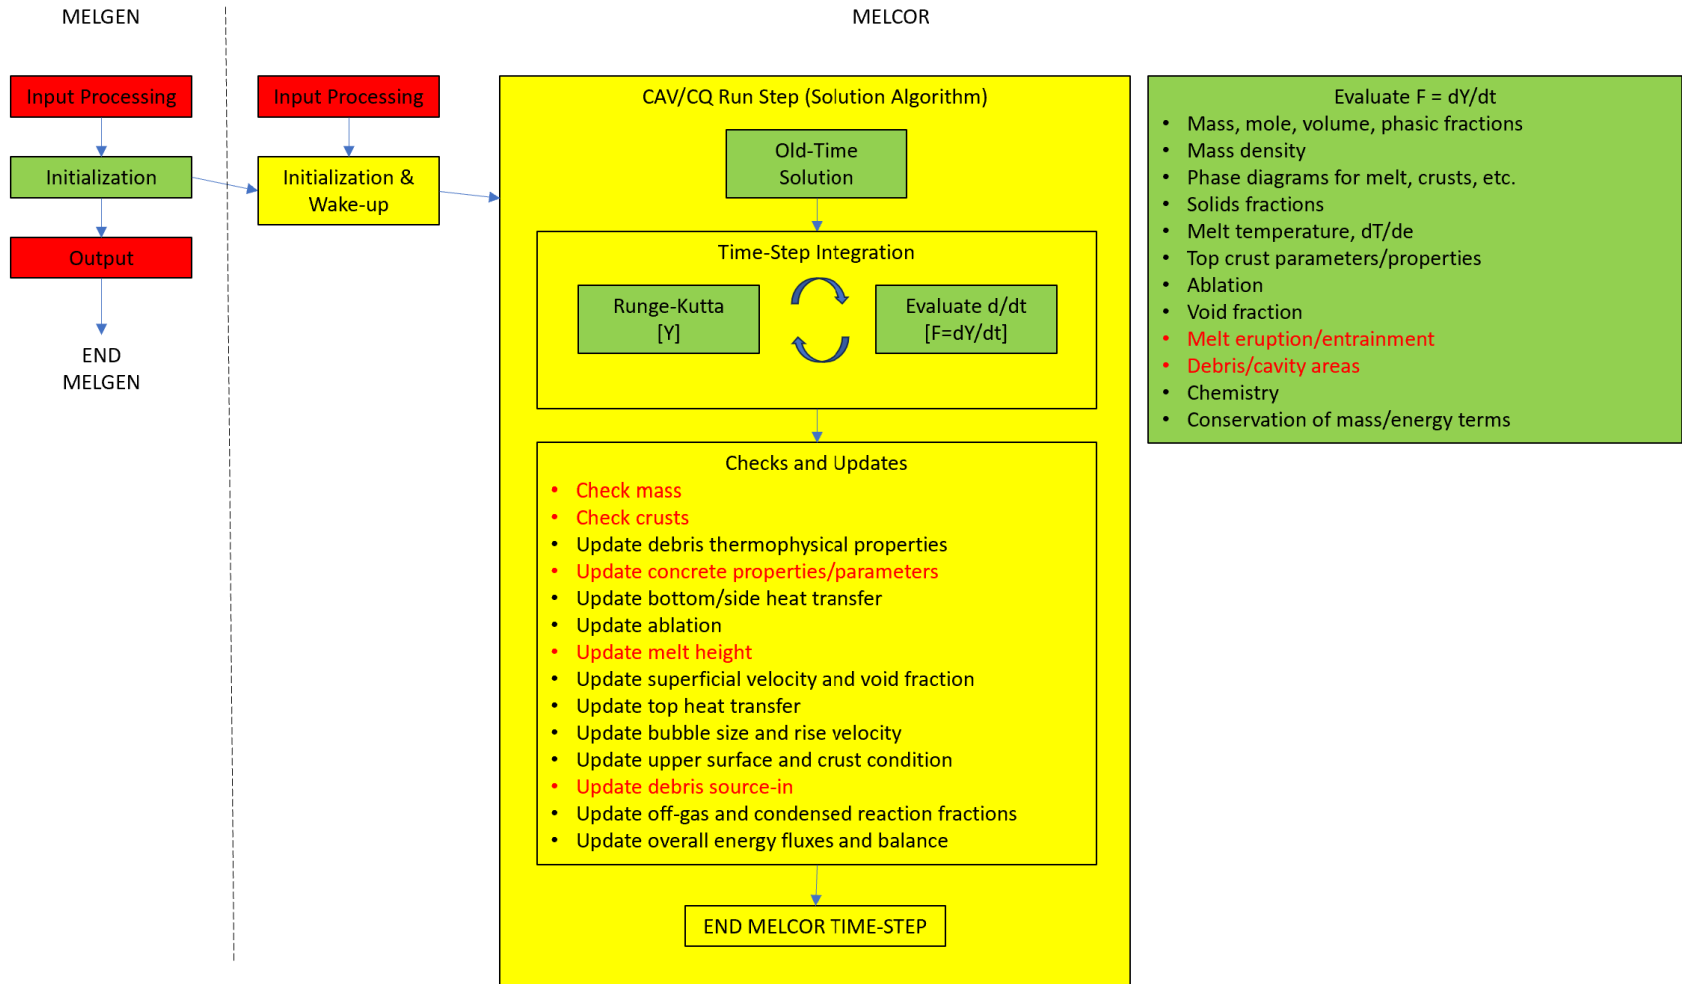 MELGEN
MELCOR
Input Processing
Initialization
Output
END
MELGEN
Input Processing
Initialization &
Wake-up
CAV/CQ Run Step (Solution Algorithm)
Old-Time
Solution
Time-Step Integration
Runge-Kutta
[Y]
Evaluate d/dt
[F=dY/dt]
Checks and Updates
• Check mass
• Check crusts
• Update debris thermophysical properties
• Update concrete properties/parameters
• Update bottom/side heat transfer
• Update ablation
• Update melt height
• Update superficial velocity and void fraction
• Update top heat transfer
• Update bubble size and rise velocity
• Update upper surface and crust condition
• Update debris source-in
• Update off-gas and condensed reaction fractions
• Update overall energy fluxes and balance
END MELCOR TIME-STEP
Evaluate F = dY/dt
• Mass, mole, volume, phasic fractions
• Mass density
• Phase diagrams for melt, crusts, etc.
• Solids fractions
• Melt temperature, dT/de
• Top crust parameters/properties
• Ablation
• Void fraction
• Melt eruption/entrainment
• Debris/cavity areas
• Chemistry
• Conservation of mass/energy terms